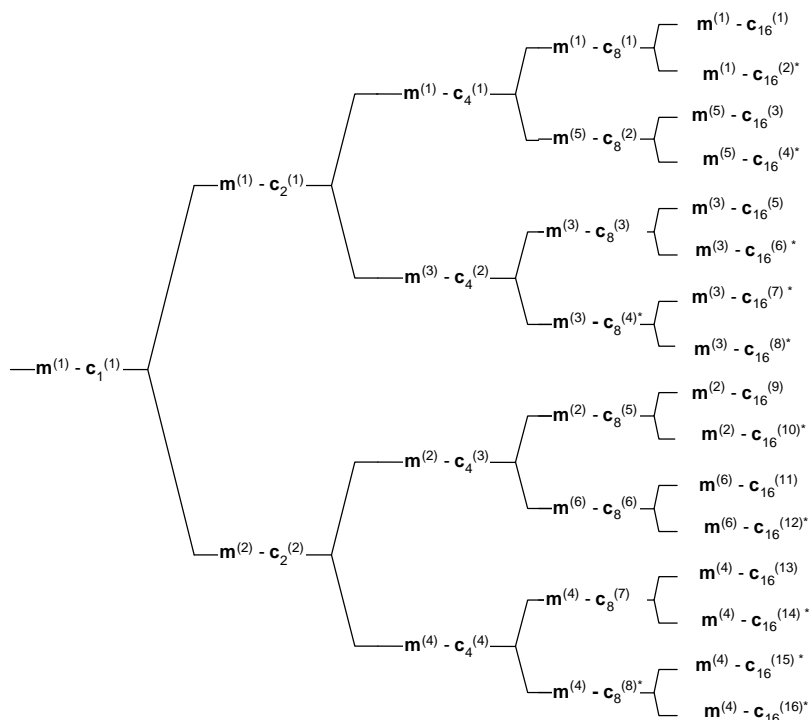 m(1) - c16(1)
m(1) - c8(1)
m(1) - c16(2)*
m(1) - c4(1)
m(5) - c16(3)
m(5) - c8(2)
m(5) - c16(4)*
m(1) - c2(1)
m(3) - c16(5)
m(3) - c8(3)
m(3) - c16(6) *
m(3) - c4(2)
m(3) - c16(7) *
m(3) - c8(4)*
m(3) - c16(8)*
m(1) - c1(1)
m(2) - c16(9)
m(2) - c8(5)
m(2) - c16(10)*
m(2) - c4(3)
m(6) - c16(11)
m(6) - c8(6)
m(6) - c16(12)*
m(2) - c2(2)
m(4) - c16(13)
m(4) - c8(7)
m(4) - c16(14) *
m(4) - c4(4)
m(4) - c16(15) *
m(4) - c8(8)*
m(4) - c16(16)*